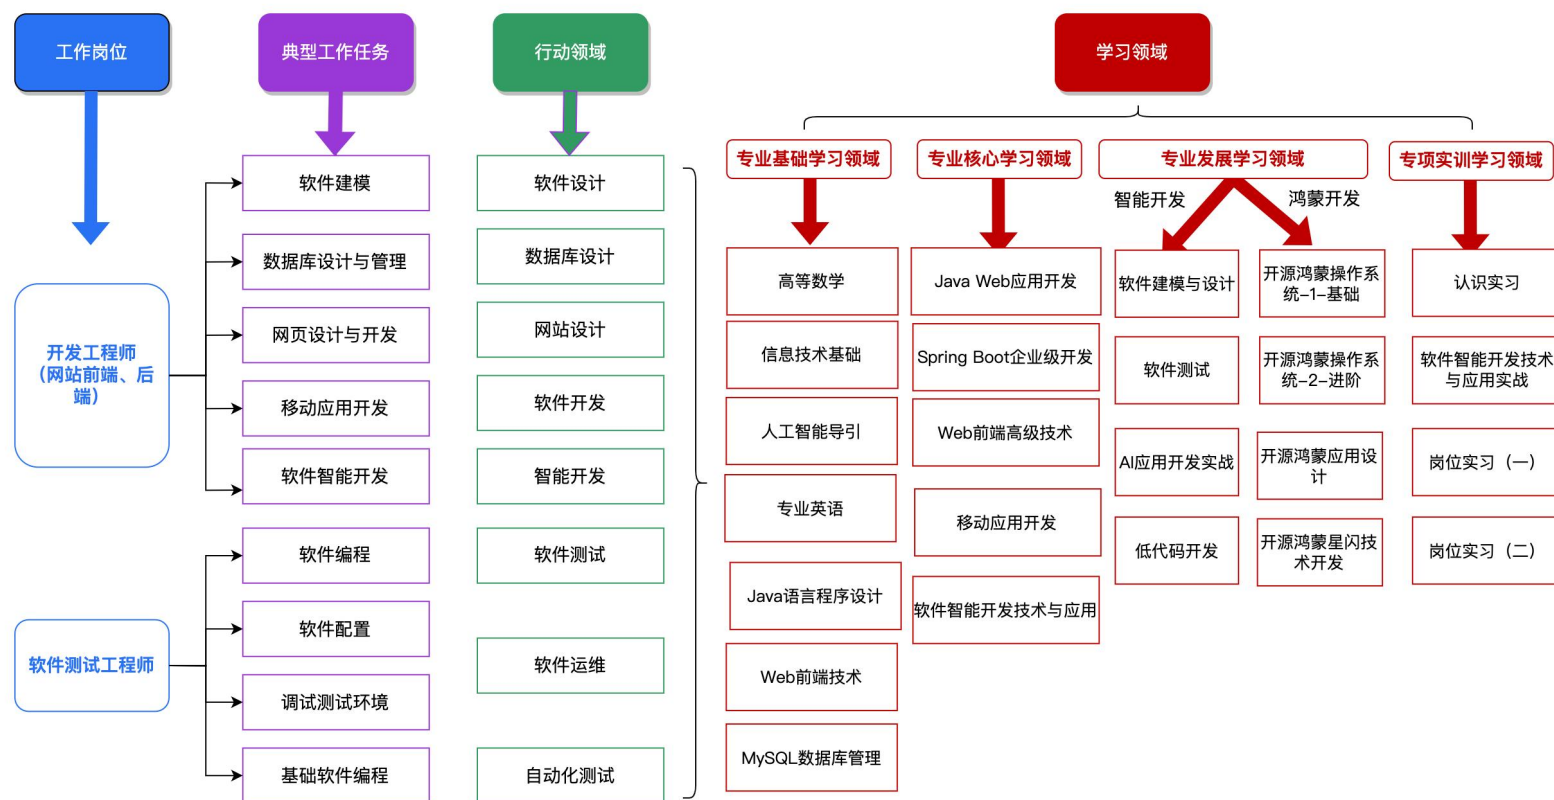 工作岗位
典型工作任务
行动领域
学习领域
专业基础学习领域
专业核心学习领域
专业发展学习领域
专项实训学习领域
智能开发
鸿蒙开发
开发工程师
（网站前端、后
端）
软件测试工程师
软件建模
数据库设计与管理
网页设计与开发
移动应用开发
软件智能开发
软件编程
软件配置
调试测试环境
基础软件编程
软件设计
数据库设计
网站设计
软件开发
智能开发
软件测试
软件运维
自动化测试
高等数学
信息技术基础
人工智能导引
专业英语
Java语言程序设计
Web前端技术
MySQL数据库管理
Java Web应用开发
Spring Boot企业级开发
Web前端高级技术
移动应用开发
软件智能开发技术与应用
软件建模与设计
软件测试
AI应用开发实战
低代码开发
开源鸿蒙操作系
统-1-基础
开源鸿蒙操作系
统-2-进阶
开源鸿蒙应用设
计
开源鸿蒙星闪技
术开发
认识实习
软件智能开发技术
与应用实战
岗位实习（一）
岗位实习（二）